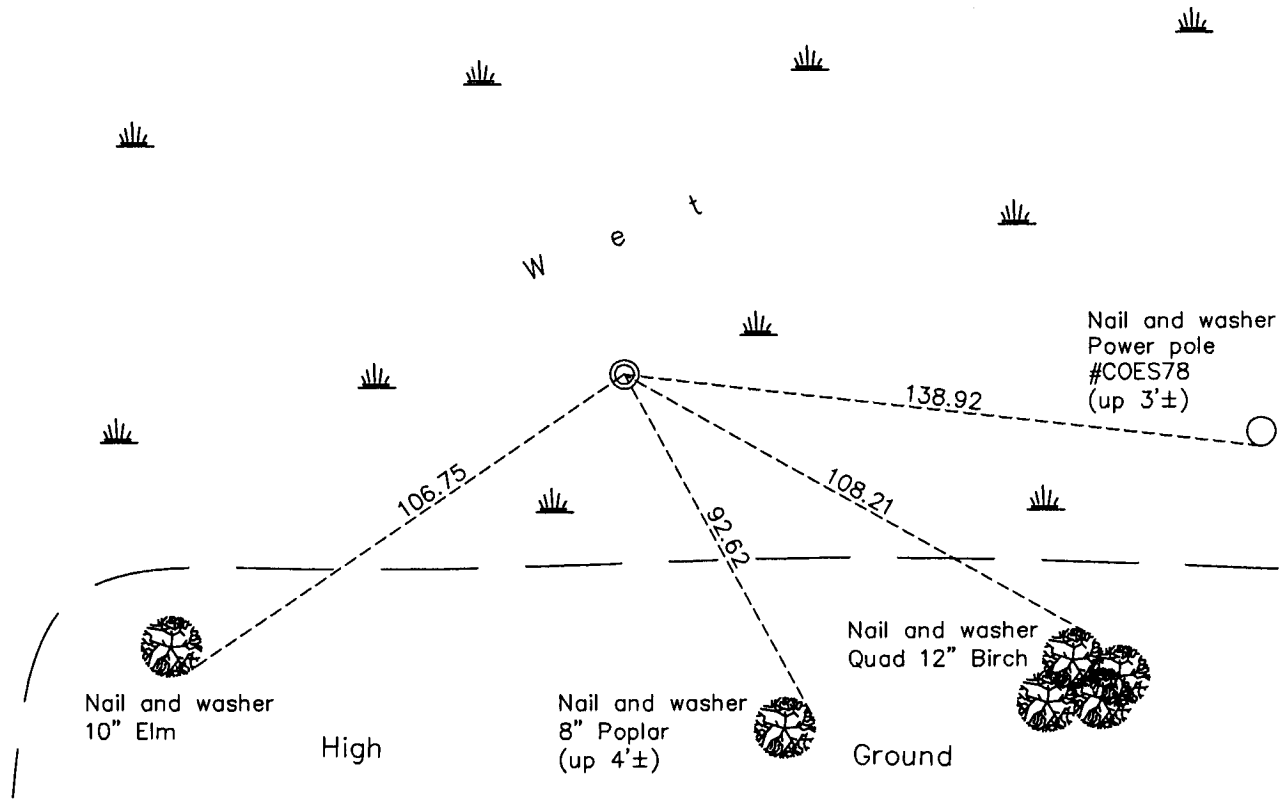 Wet
Nail and washer
Power pole
#COES78
(up 3'±)
138.92
106.75
108.21
92.62
Nail and washer
Quad 12" Birch
Nail and washer
10" Elm
Nail and washer
8" Poplar
(up 4'±)
High Ground